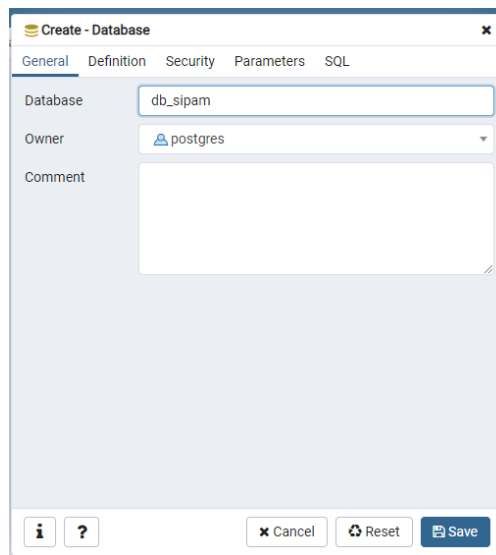 Create - Database
General Definition Security Parameters SQL
Database db_sipam
Owner postgres
Comment
i ? Cancel Reset Save